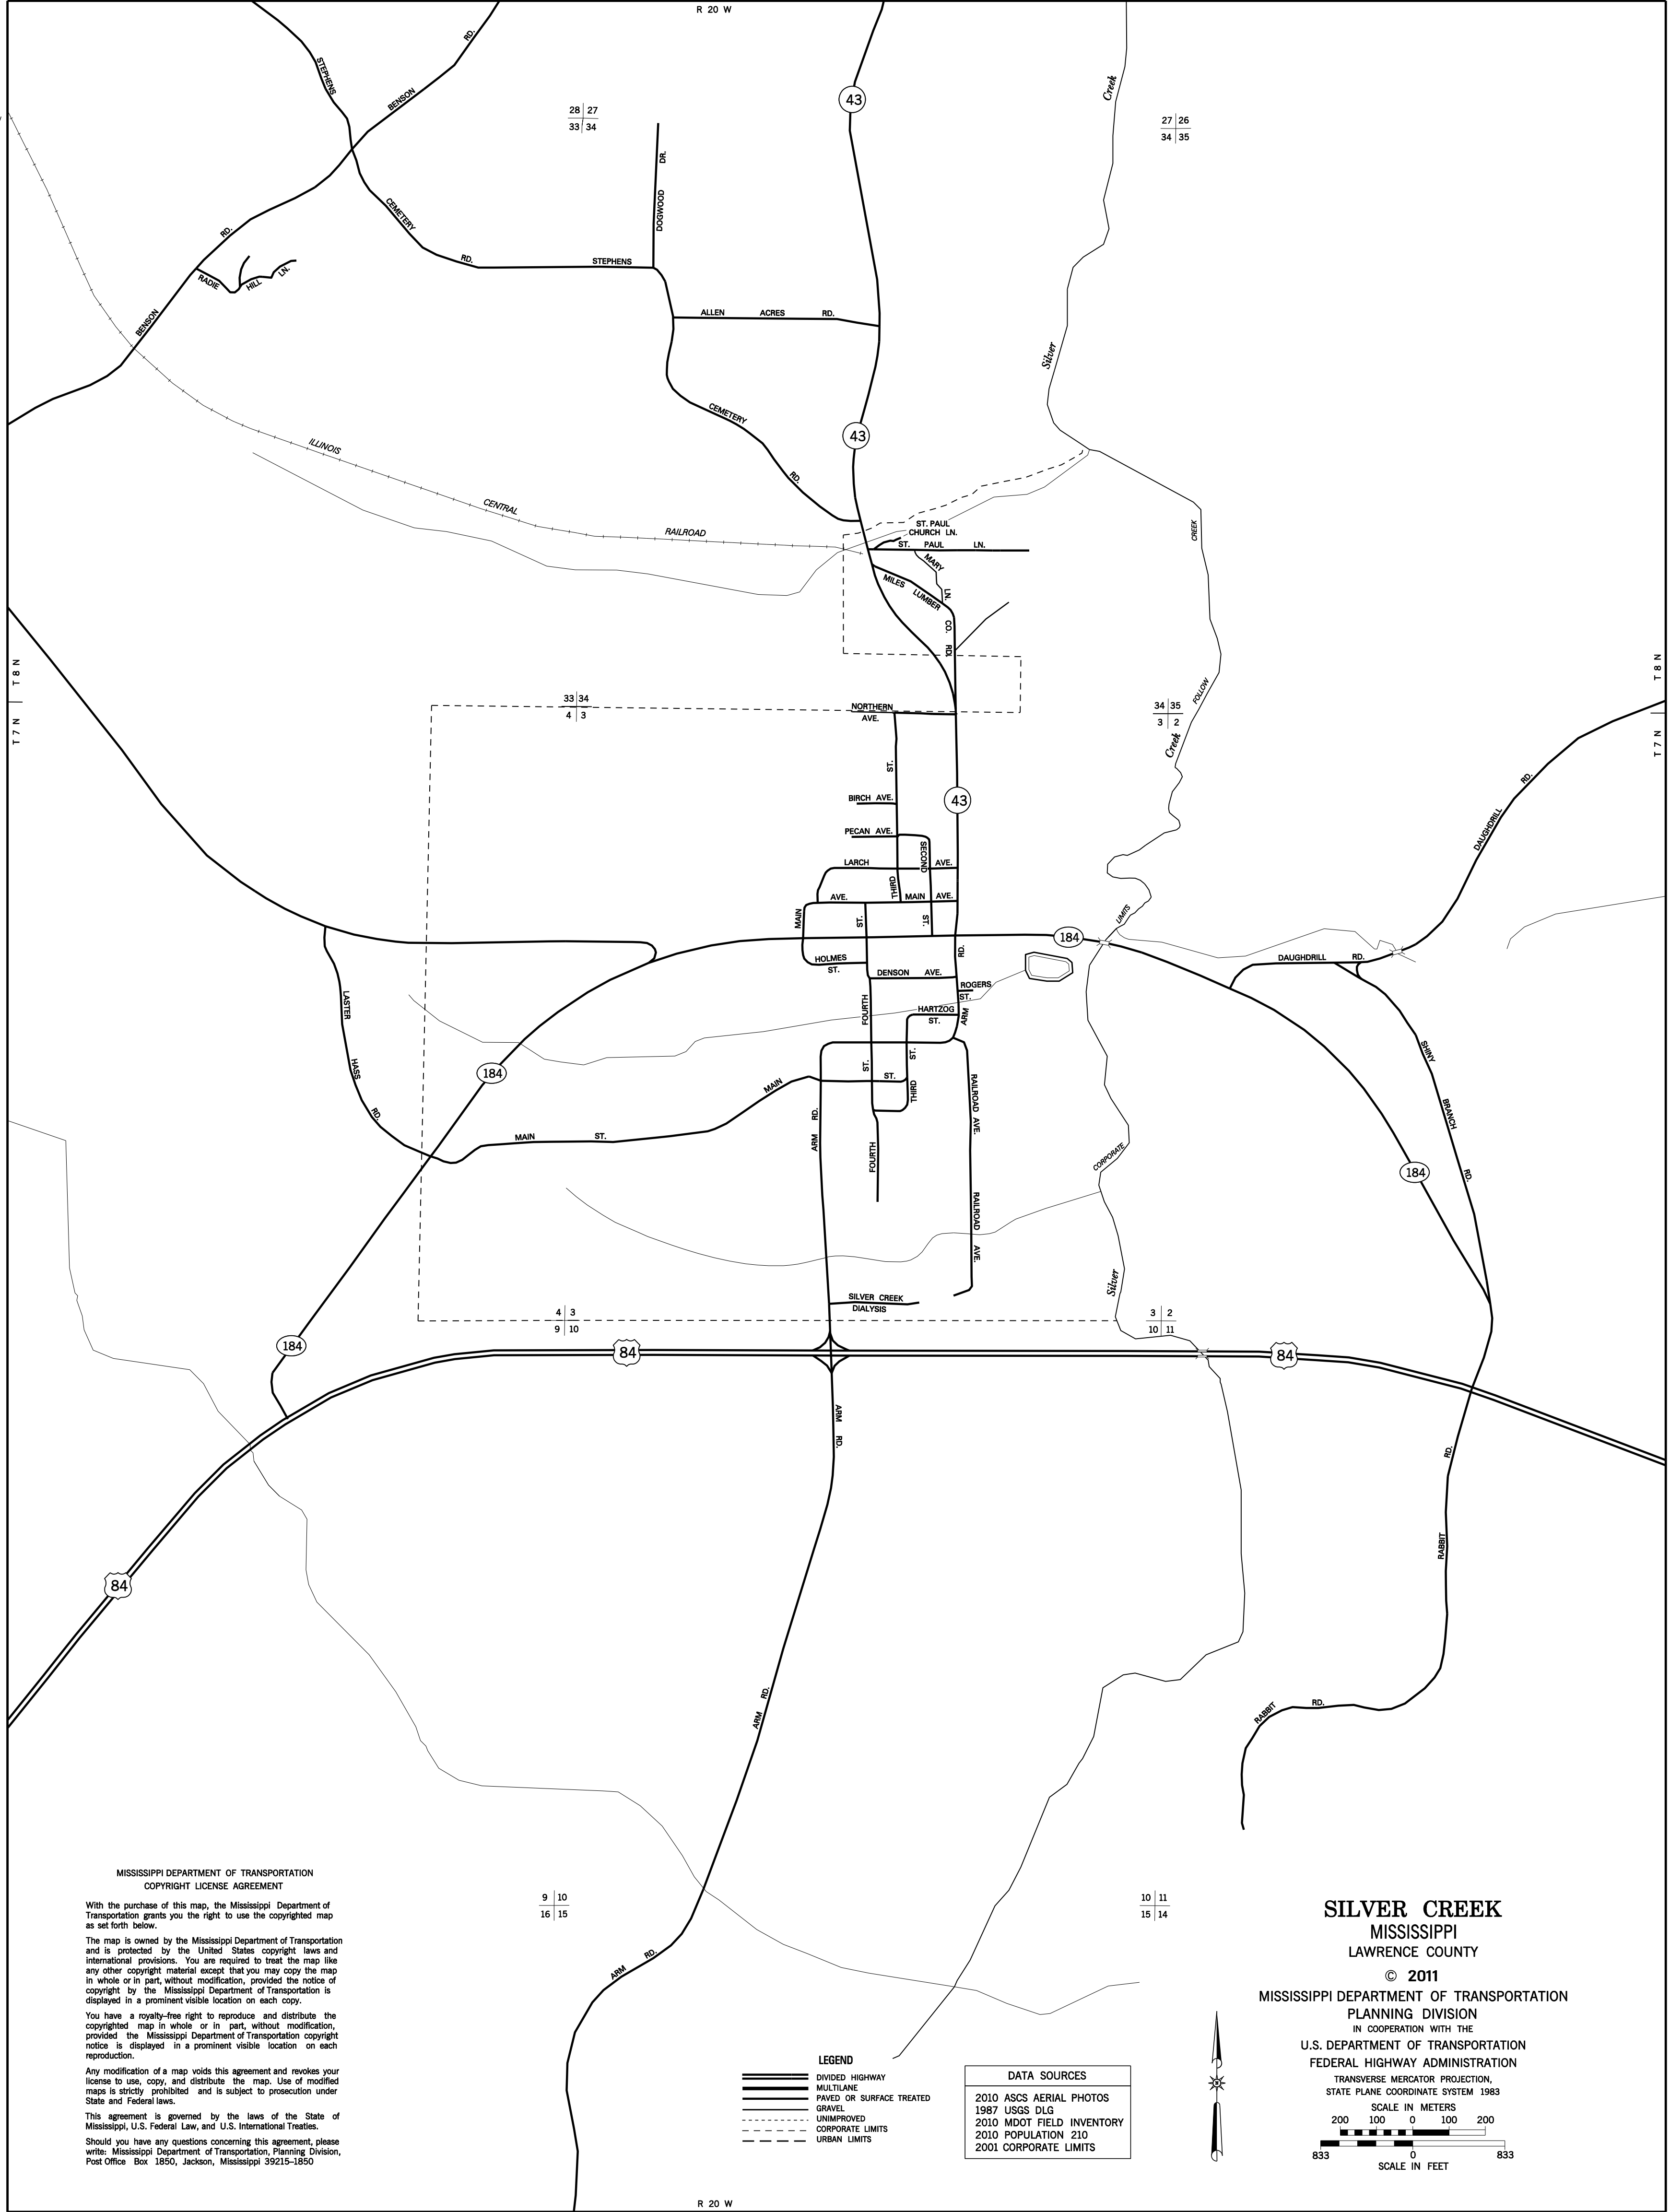 R 20 W
STEPHENS
BENSON
RD.
43
Creek
28 27
33 34
27 26
34 35
DOGWOOD DR.
CEMETERY
RD.
STEPHENS
RD.
RADIE HILL LN.
BENSON
ALLEN ACRES RD.
Silver
CEMETERY
RD.
43
ILLINOIS
CENTRAL
RAILROAD
ST. PAUL
CHURCH LN.
ST. PAUL LN.
MARY
LN.
MILES
LUMBER
CO. RD.
CREEK
FOLLOW
T 8 N
T 7 N
T 8 N
T 7 N
33 34
4 3
34 35
3 2
NORTHERN
AVE.
ST.
Creek
43
BIRCH AVE.
PECAN AVE.
SECOND
LARCH AVE.
THIRD
AVE. MAIN AVE.
MAIN
ST.
ST.
LIMITS
184
RD.
DAUGHDRILL
RD.
HOLMES
ST.
DENSON AVE.
ROGERS
ST.
DAUGHDRILL RD.
FOURTH
HARTZOG
ST.
ARM
LASTER
HASS
RD.
184
ST.
ST.
MAIN
ST.
THIRD
RAILROAD AVE.
SHINY
BRANCH
RD.
ARM RD.
MAIN ST.
FOURTH
CORPORATE
184
RAILROAD AVE.
Silver
SILVER CREEK
DIALYSIS
4 3
9 10
3 2
10 11
184
84
84
ARM RD.
RD.
RABBIT
84
ARM RD.
RABBIT RD.
9 10
16 15
10 11
15 14
ARM RD.
MISSISSIPPI DEPARTMENT OF TRANSPORTATION
COPYRIGHT LICENSE AGREEMENT
With the purchase of this map, the Mississippi Department of
Transportation grants you the right to use the copyrighted map
as set forth below.
The map is owned by the Mississippi Department of Transportation
and is protected by the United States copyright laws and
international provisions. You are required to treat the map like
any other copyright material except that you may copy the map
in whole or in part, without modification, provided the notice of
copyright by the Mississippi Department of Transportation is
displayed in a prominent visible location on each copy.
You have a royalty-free right to reproduce and distribute the
copyrighted map in whole or in part, without modification,
provided the Mississippi Department of Transportation copyright
notice is displayed in a prominent visible location on each
reproduction.
Any modification of a map voids this agreement and revokes your
license to use, copy, and distribute the map. Use of modified
maps is strictly prohibited and is subject to prosecution under
State and Federal laws.
This agreement is governed by the laws of the State of
Mississippi, U.S. Federal Law, and U.S. International Treaties.
Should you have any questions concerning this agreement, please
write: Mississippi Department of Transportation, Planning Division,
Post Office Box 1850, Jackson, Mississippi 39215-1850
LEGEND
DIVIDED HIGHWAY
MULTILANE
PAVED OR SURFACE TREATED
GRAVEL
UNIMPROVED
CORPORATE LIMITS
URBAN LIMITS
DATA SOURCES
2010 ASCS AERIAL PHOTOS
1987 USGS DLG
2010 MDOT FIELD INVENTORY
2010 POPULATION 210
2001 CORPORATE LIMITS
SILVER CREEK
MISSISSIPPI
LAWRENCE COUNTY
© 2011
MISSISSIPPI DEPARTMENT OF TRANSPORTATION
PLANNING DIVISION
IN COOPERATION WITH THE
U.S. DEPARTMENT OF TRANSPORTATION
FEDERAL HIGHWAY ADMINISTRATION
TRANSVERSE MERCATOR PROJECTION,
STATE PLANE COORDINATE SYSTEM 1983
SCALE IN METERS
200 100 0 100 200
833 0 833
SCALE IN FEET
R 20 W